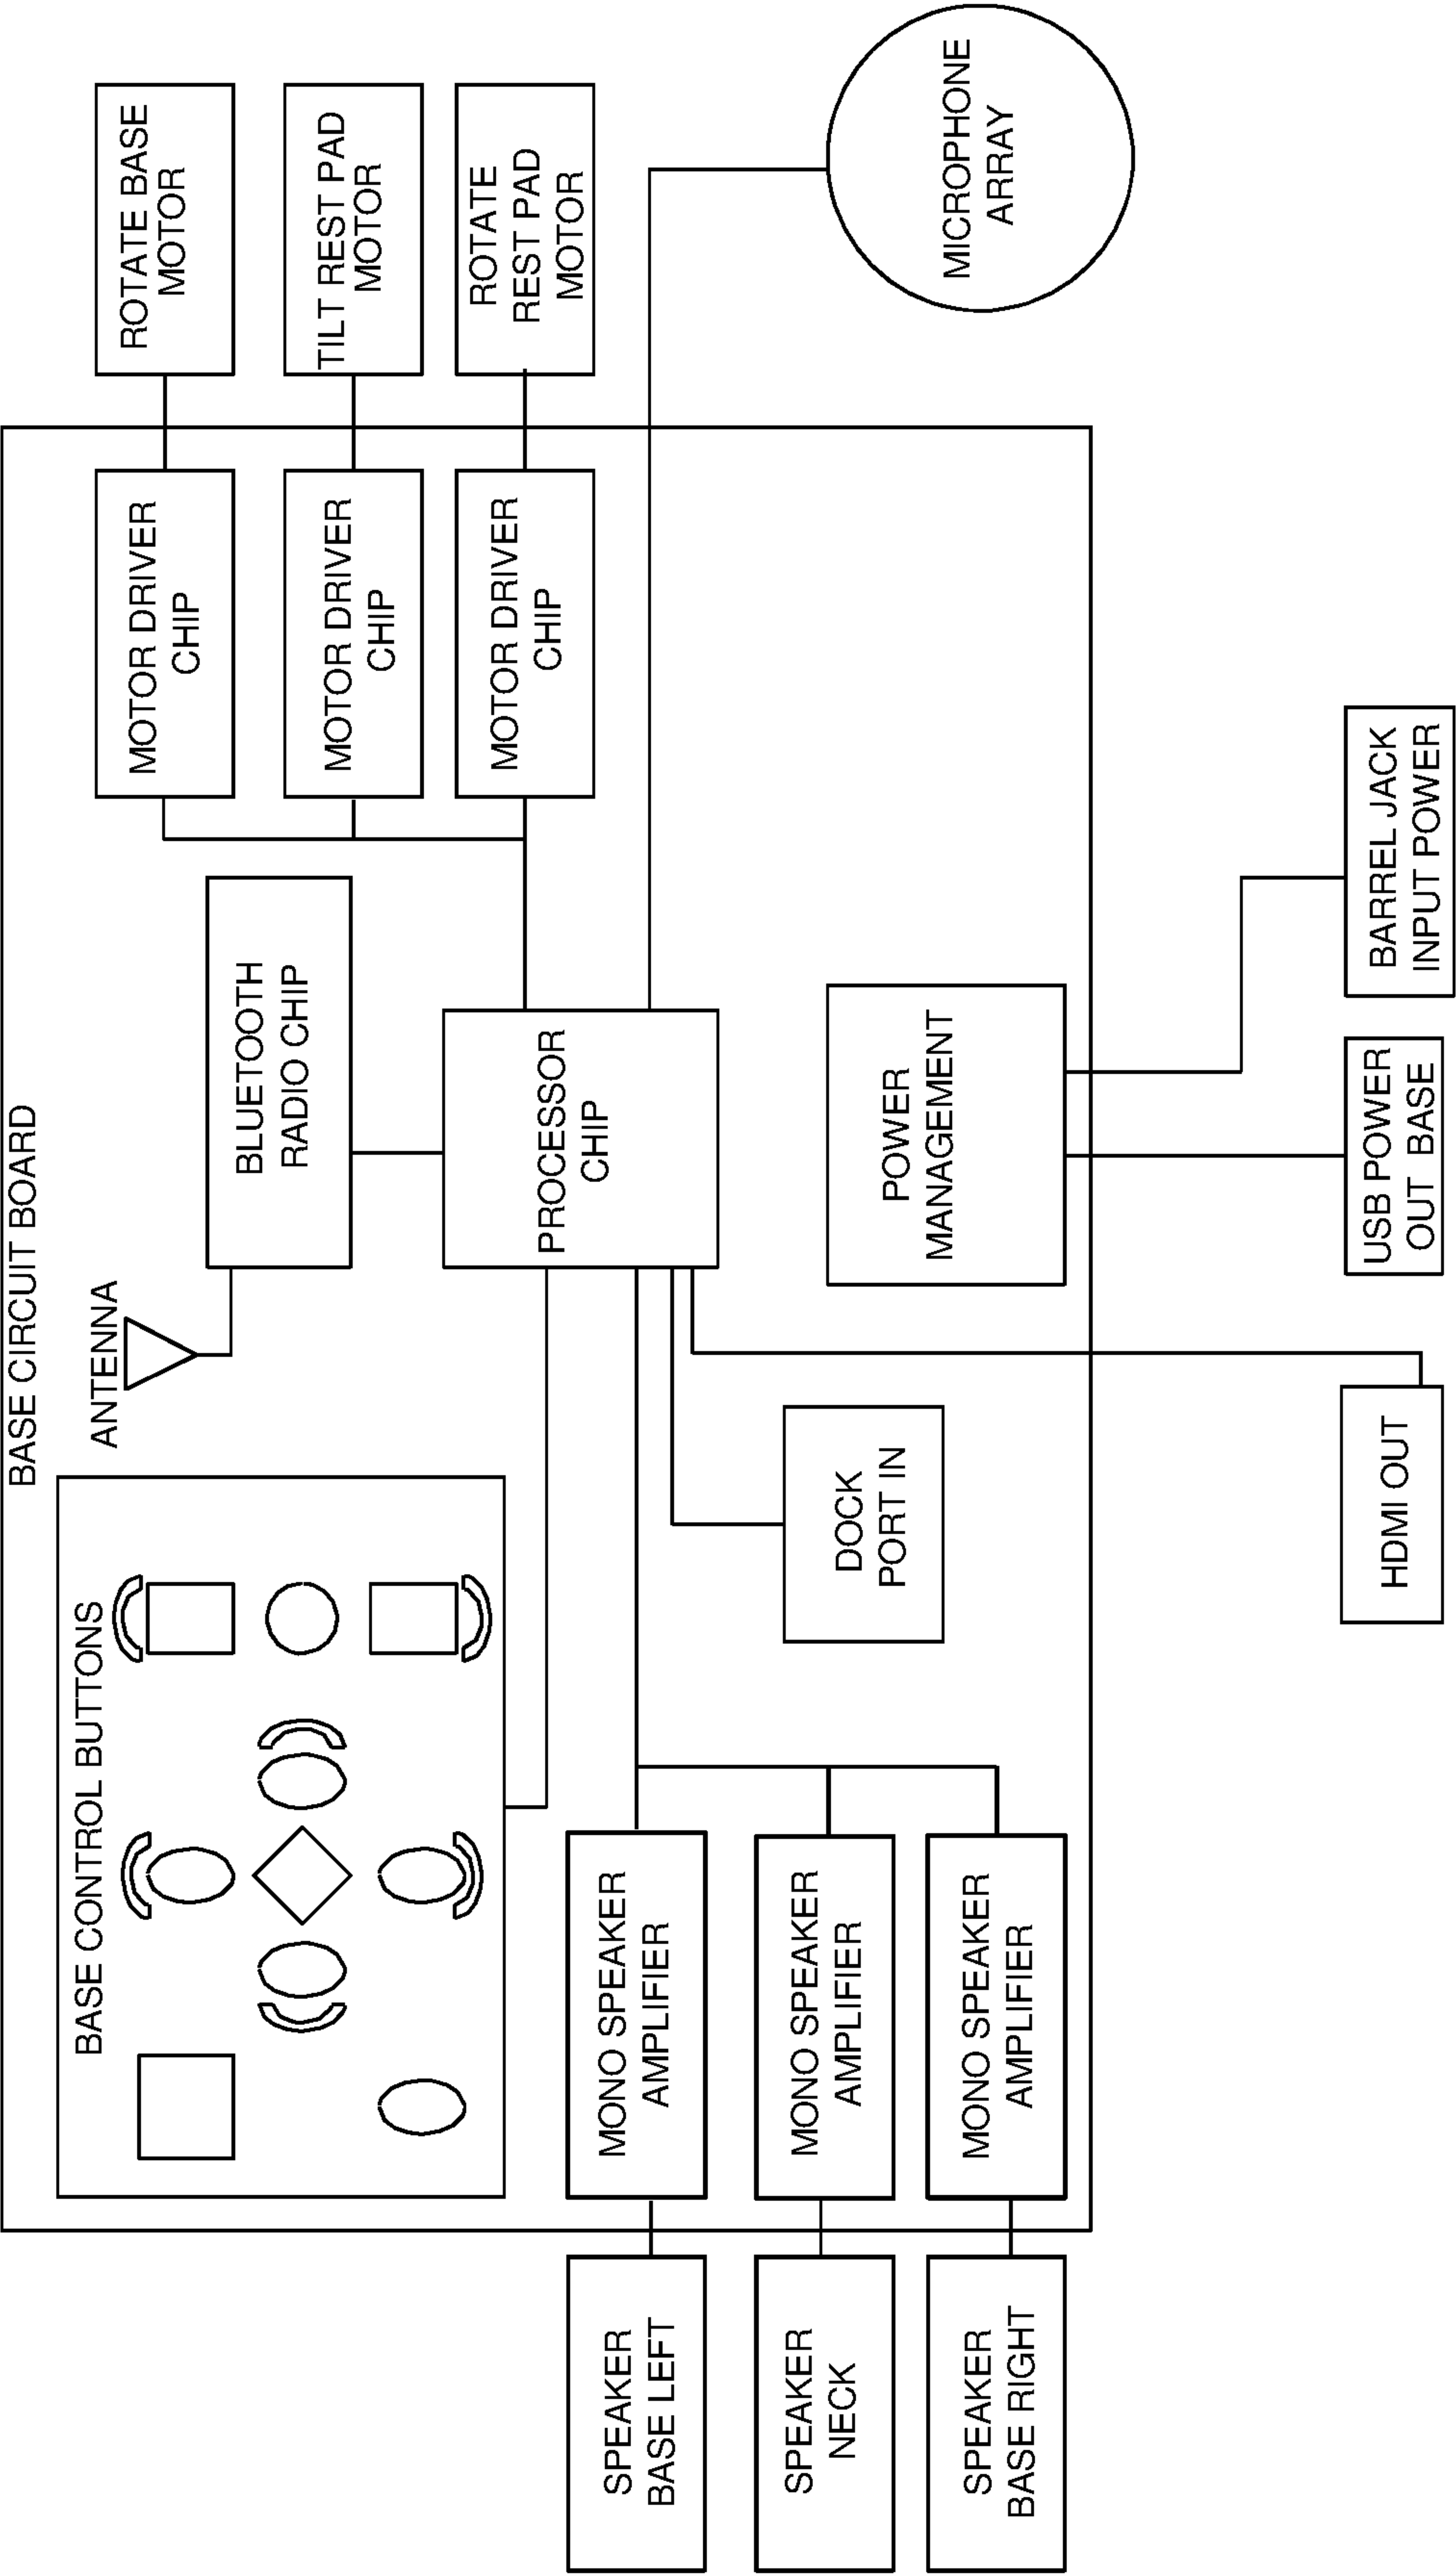 BASE CIRCUIT BOARD
BASE CONTROL BUTTONS
ANTENNA
BLUETOOTH
RADIO CHIP
MOTOR DRIVER
CHIP
ROTATE BASE
MOTOR
MOTOR DRIVER
CHIP
TILT REST PAD
MOTOR
MOTOR DRIVER
CHIP
ROTATE
REST PAD
MOTOR
PROCESSOR
CHIP
SPEAKER
BASE LEFT
MONO SPEAKER
AMPLIFIER
SPEAKER
NECK
MONO SPEAKER
AMPLIFIER
SPEAKER
BASE RIGHT
MONO SPEAKER
AMPLIFIER
DOCK
PORT IN
POWER
MANAGEMENT
MICROPHONE
ARRAY
HDMI OUT
USB POWER
OUT BASE
BARREL JACK
INPUT POWER